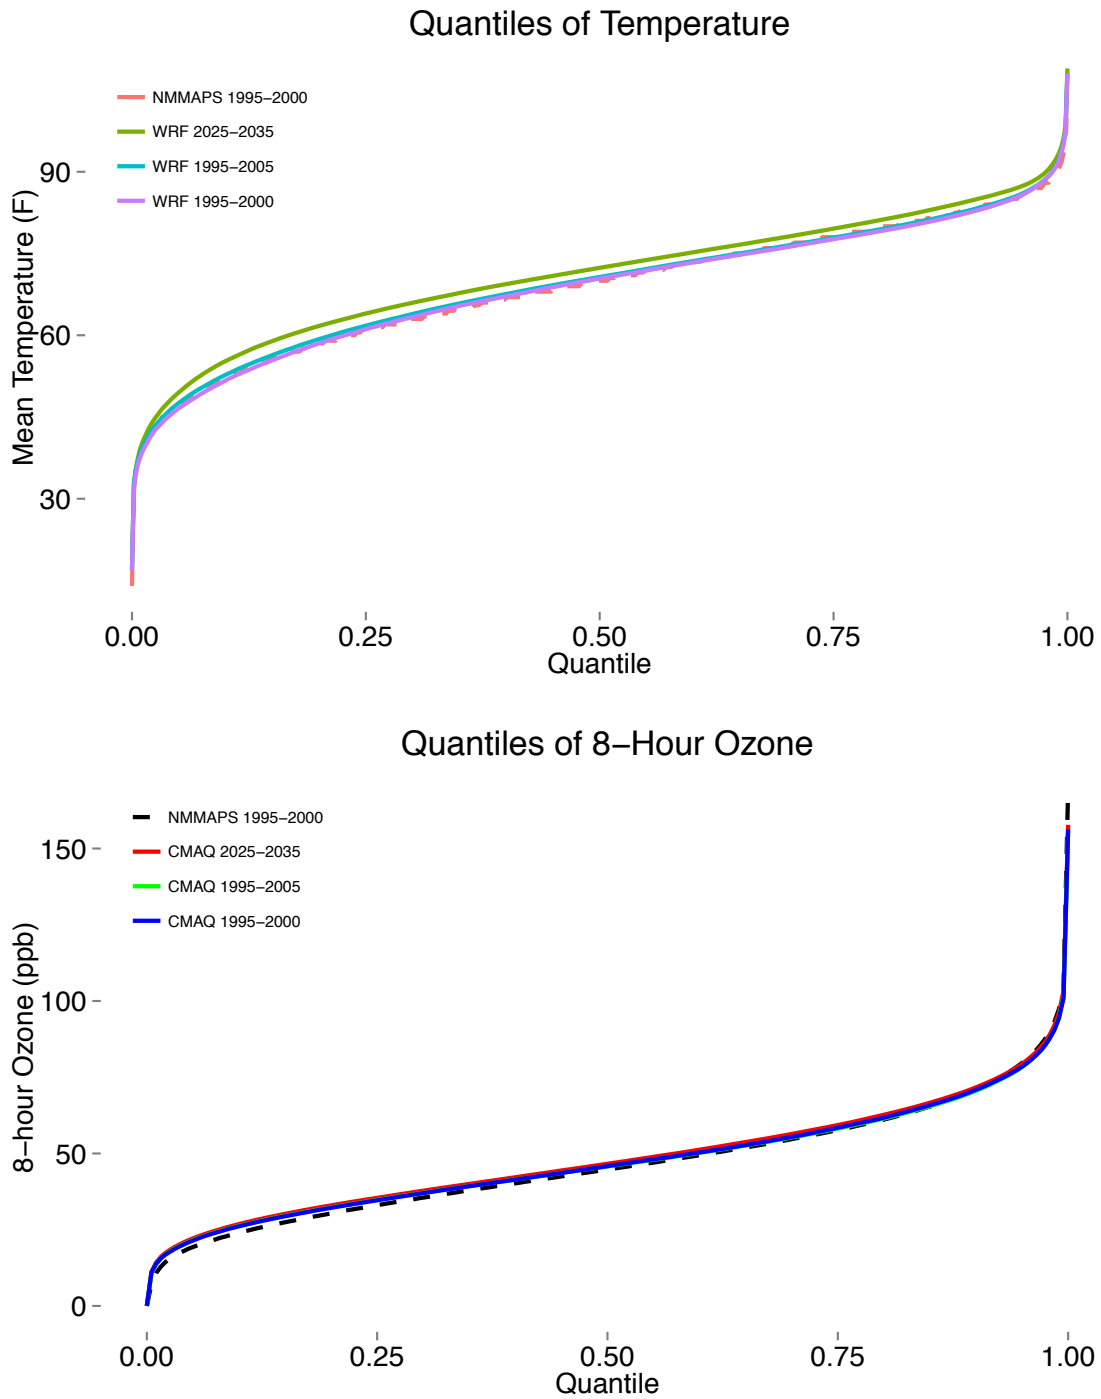 Quantiles of Temperature
NMMAPS 1995−2000
WRF 2025−2035
WRF 1995−2005
WRF 1995−2000
Mean Temperature (F)
90
60
30
0.00 0.25 0.50 0.75 1.00
Quantile
Quantiles of 8−Hour Ozone
NMMAPS 1995−2000
CMAQ 2025−2035
CMAQ 1995−2005
CMAQ 1995−2000
8−hour Ozone (ppb)
150
100
50
0
0.00 0.25 0.50 0.75 1.00
Quantile